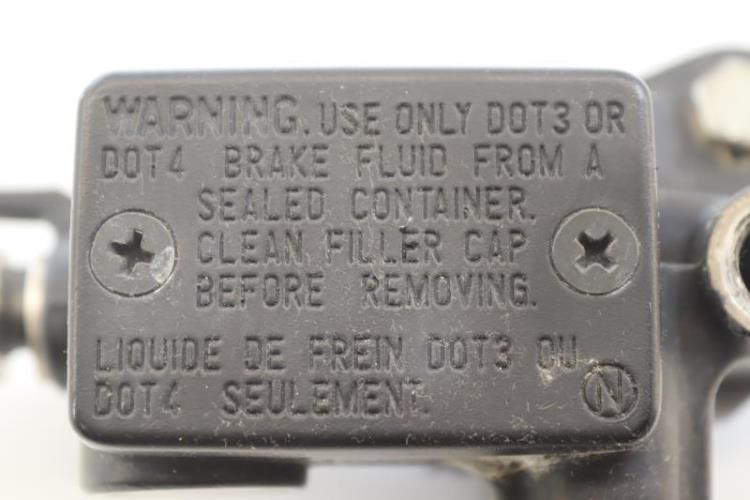 WARNING. USE ONLY DOT3 OR
DOT4 BRAKE FLUID FROM A
SEALED CONTAINER.
CLEAN FILLER CAP
BEFORE REMOVING.
LIQUIDE DE FREIN DOT3 OU
DOT4 SEULEMENT.
N